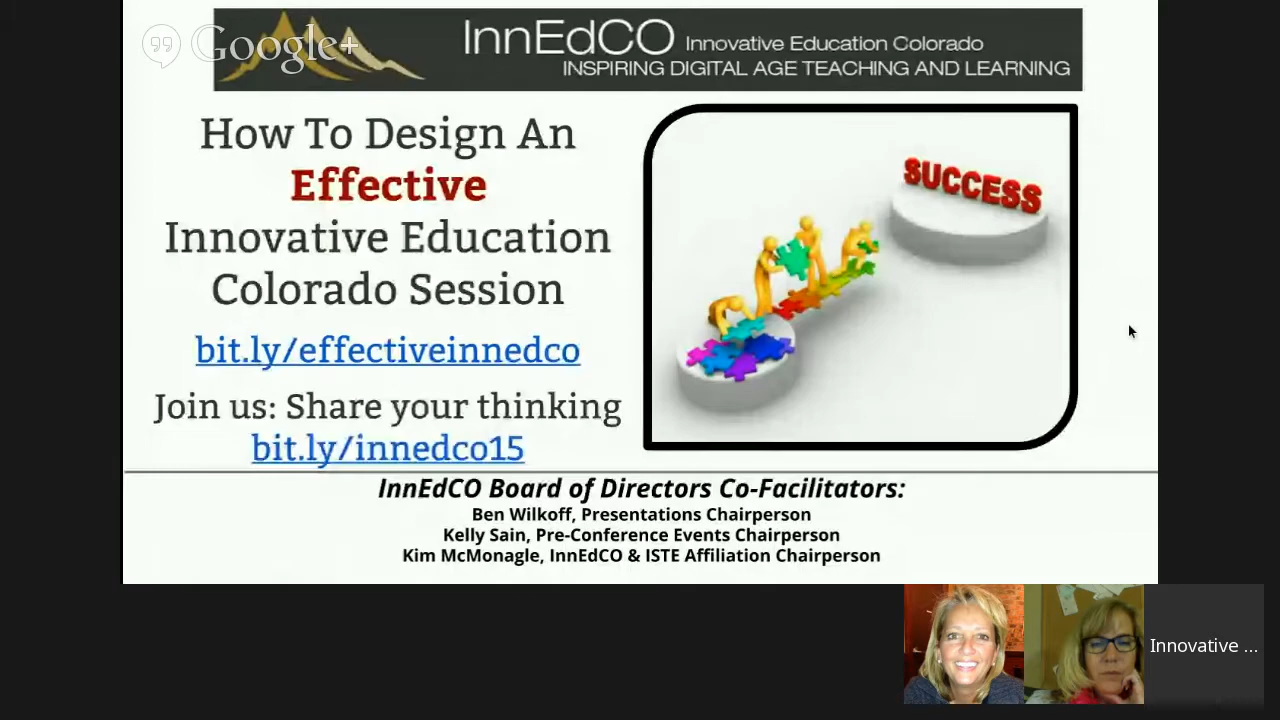 Google+
InnEdCO Innovative Education Colorado
INSPIRING DIGITAL AGE TEACHING AND LEARNING
How To Design An
Effective
Innovative Education
Colorado Session
bit.ly/effectiveinnedco
Join us: Share your thinking
bit.ly/innedco15
SUCCESS
InnEdCO Board of Directors Co-Facilitators:
Ben Wilkoff, Presentations Chairperson
Kelly Sain, Pre-Conference Events Chairperson
Kim McMonagle, InnEdCO & ISTE Affiliation Chairperson
Innovative ...